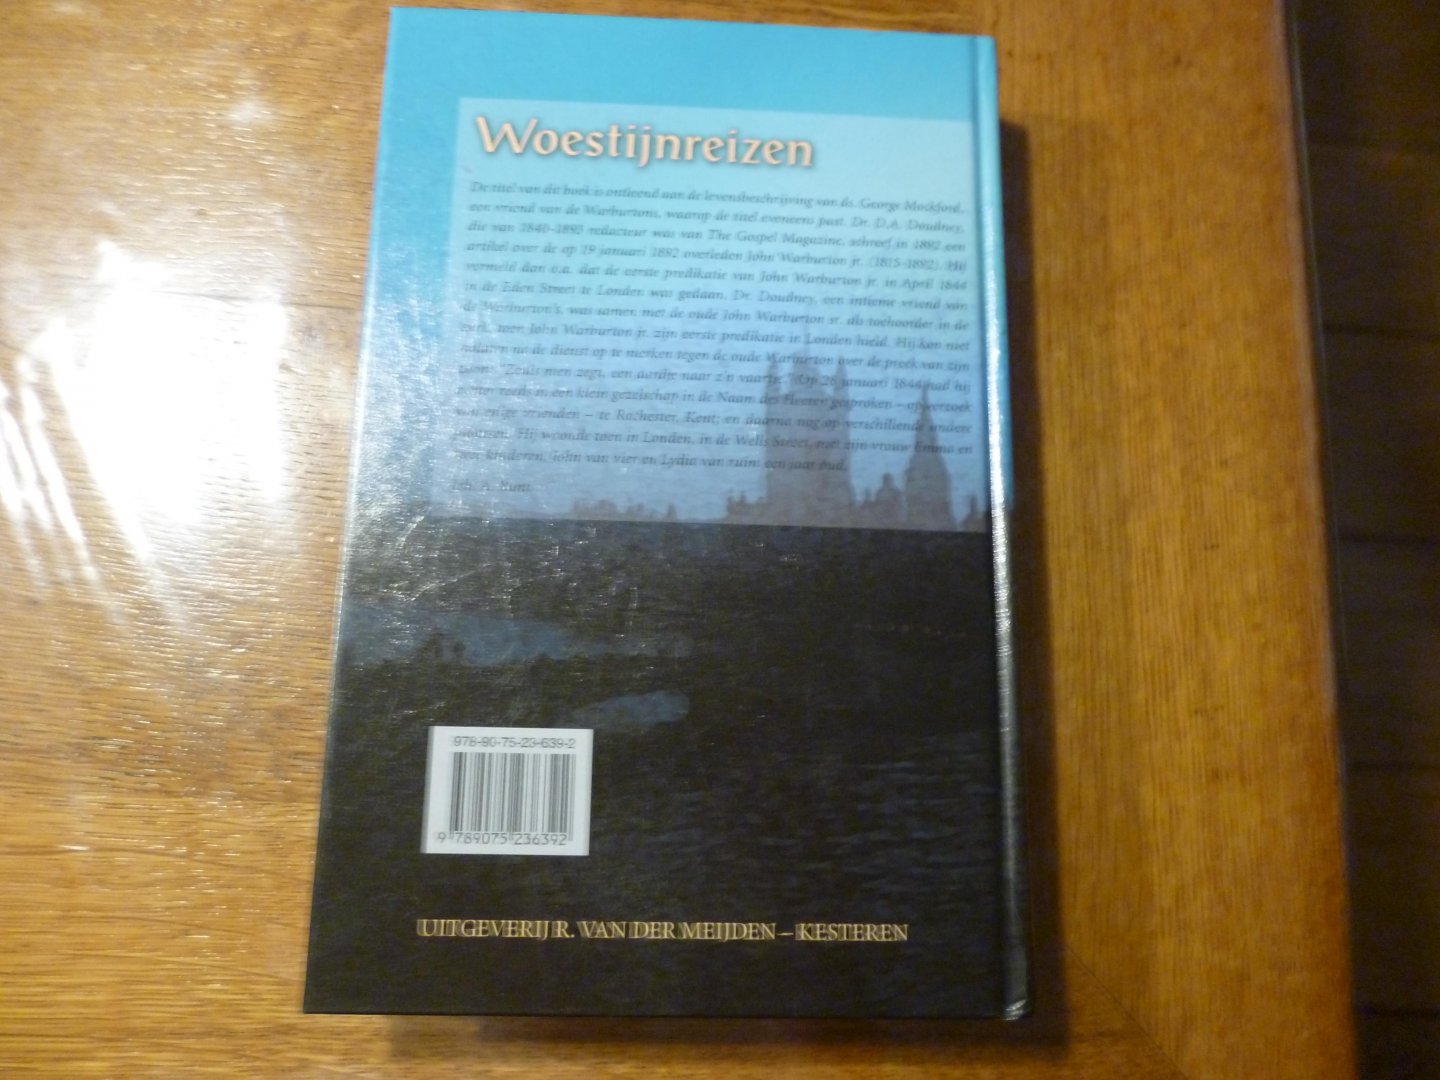 Woestijnreizen
De titel van dit boek is ontleend aan de levensbeschrijving van ds. George Mockford,
een vriend van de Warburtons, waarop de titel eveneens past. Dr. D.A. Doudney,
die van 1840-1893 redacteur was van The Gospel Magazine, schreef in 1892 een
artikel over de op 19 januari 1892 overleden John Warburton jr. (1815-1892). Hij
vermeld dan o.a. dat de eerste predikatie van John Warburton jr. in April 1844
in de Eden Street te Londen was gedaan. Dr. Doudney, een intieme vriend van
de Warburton's, was samen met de oude John Warburton sr. als toehoorder in de
kerk, toen John Warburton jr. zijn eerste predikatie in Londen hield. Hij kon niet
nalaten na de dienst op te merken tegen de oude Warburton over de preek van zijn
zoon: "Zoals men zegt, een aardje naar z'n vaartje." Op 26 januari 1844 had hij
echter reeds in een klein gezelschap in de Naam des Heeren gesproken – op verzoek
van enige vrienden – te Rochester, Kent; en daarna nog op verschillende andere
plaatsen. Hij woonde toen in Londen, in de Wells Street, met zijn vrouw Emma en
twee kinderen, John van vier en Lydia van ruim een jaar oud.
A.
978-90-75-23-639-2
9 789075 236392
UITGEVERIJ R. VAN DER MEIJDEN – KESTEREN